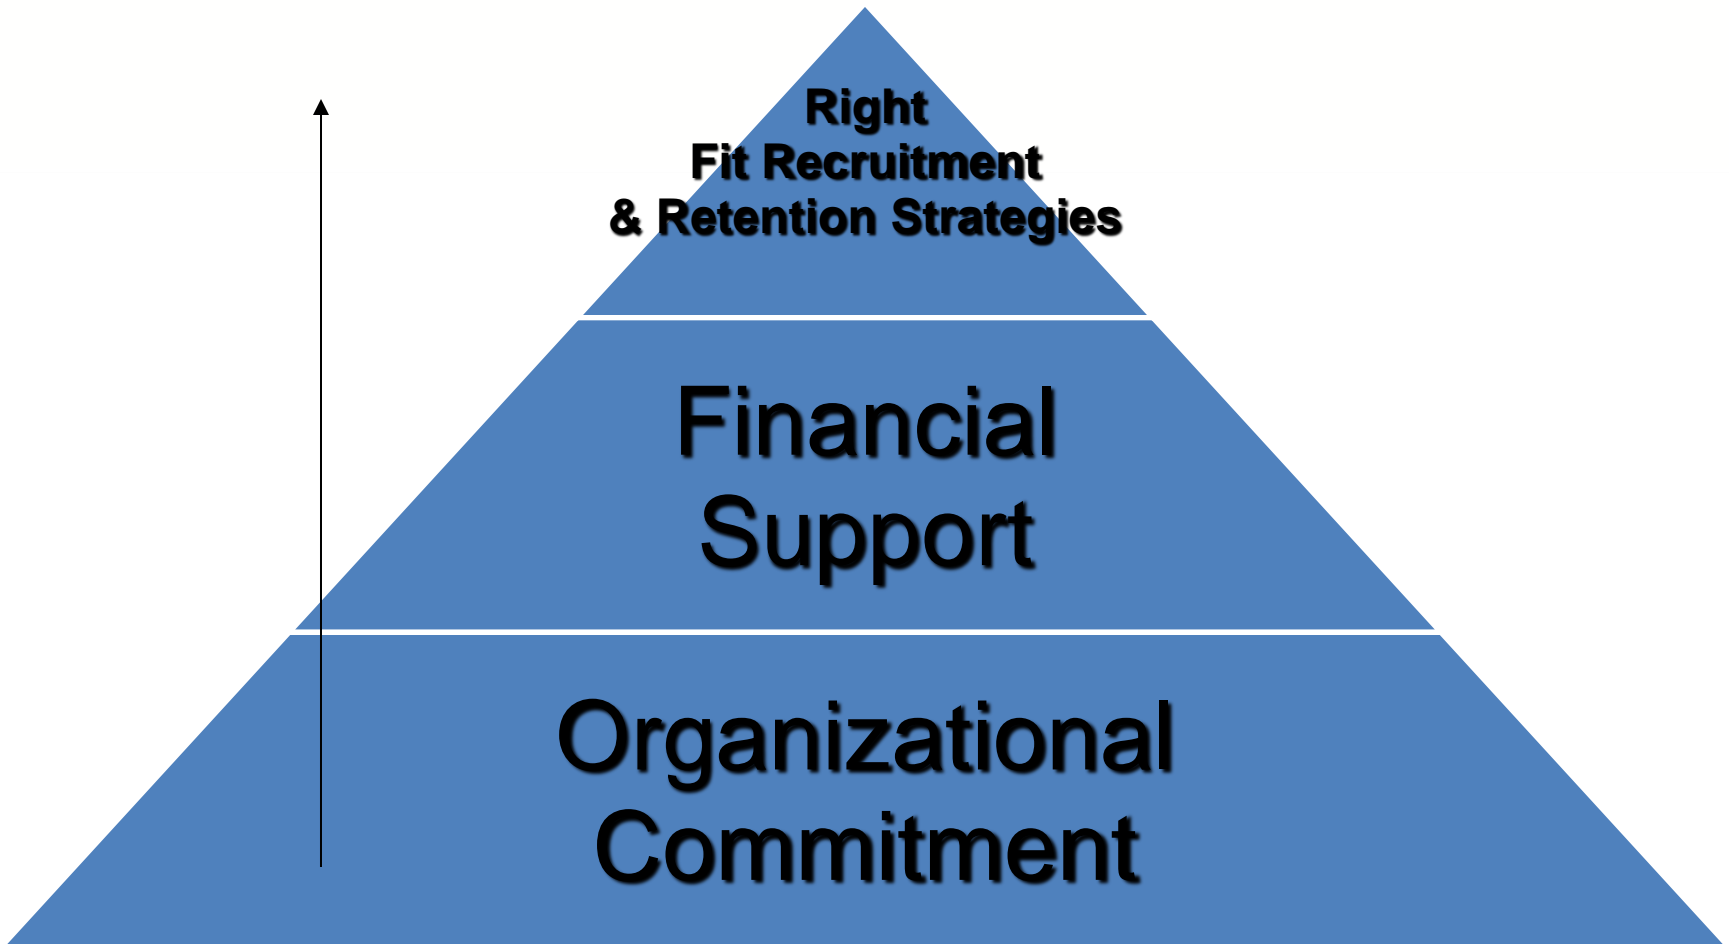 Right
Fit Recruitment
& Retention Strategies
Financial
Support
Organizational
Commitment